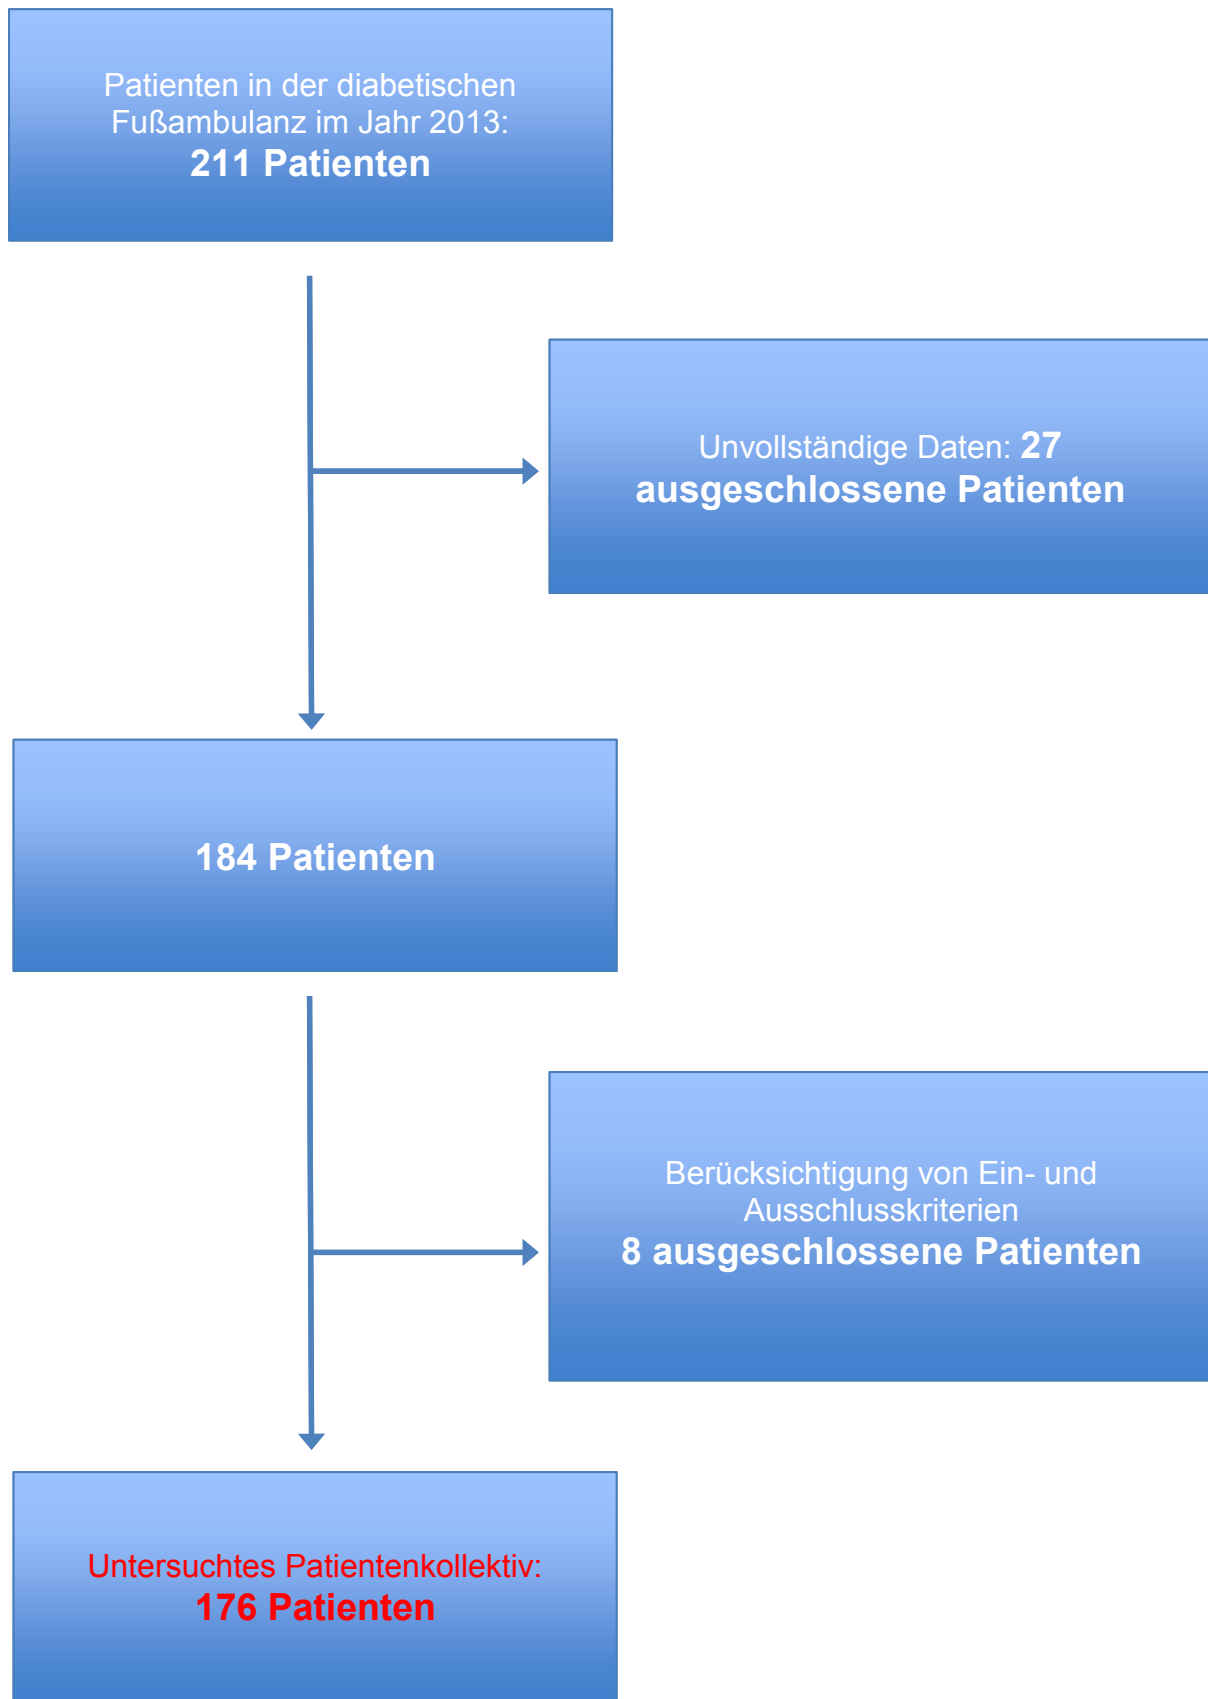 Patienten in der diabetischen
Fußambulanz im Jahr 2013:
211 Patienten
Unvollständige Daten: 27
ausgeschlossene Patienten
184 Patienten
Berücksichtigung von Ein- und
Ausschlusskriterien
8 ausgeschlossene Patienten
Untersuchtes Patientenkollektiv:
176 Patienten